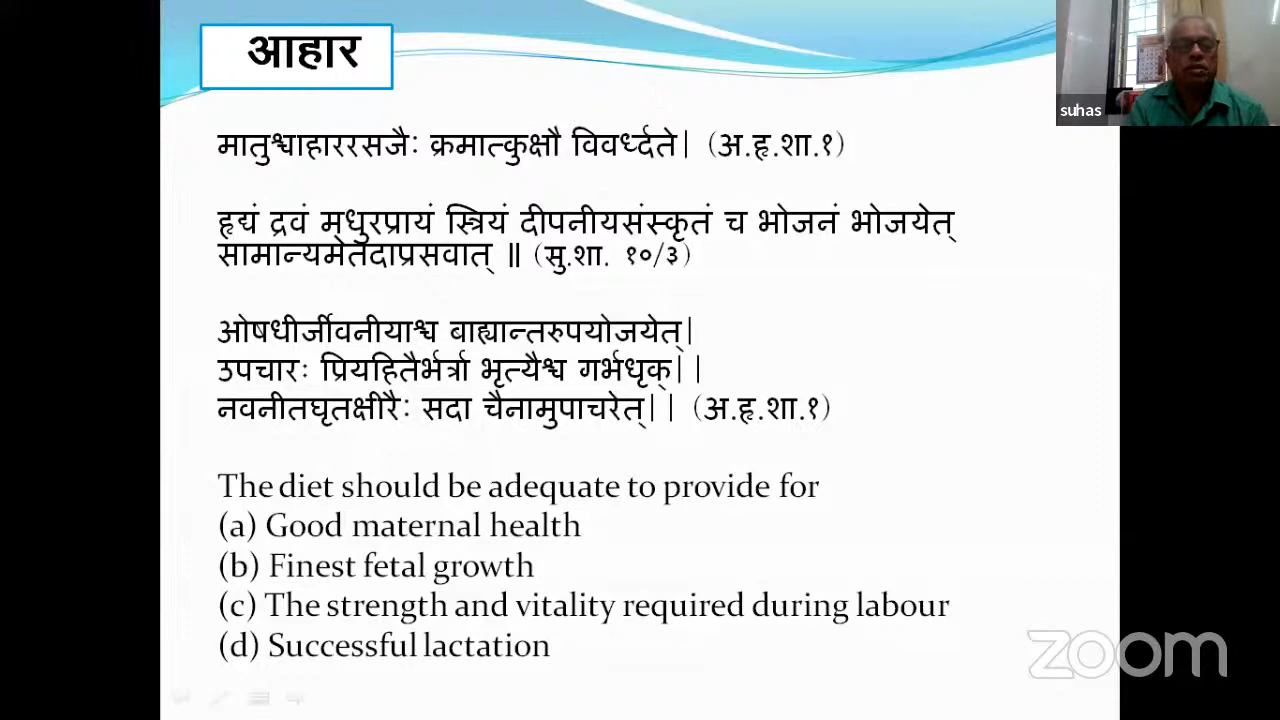 आहार
suhas
मातुश्चाहाररसजैः क्रमात्कुक्षौ विवर्ध्दते| (अ.हृ.शा.१)
हृद्यं द्रवं मधुरप्रायं स्त्रियं दीपनीयसंस्कृतं च भोजनं भोजयेत्
सामान्यमेतदाप्रसवात् ॥ (सु.शा. १०/३)
ओषधीर्जीवनीयाश्च बाह्यान्तरुपयोजयेत्|
उपचारः प्रियहितैर्भर्त्रा भृत्यैश्च गर्भधृक्||
नवनीतघृतक्षीरैः सदा चैनामुपाचरेत्|| (अ.हृ.शा.१)
The diet should be adequate to provide for
(a) Good maternal health
(b) Finest fetal growth
(c) The strength and vitality required during labour
(d) Successful lactation
zoom